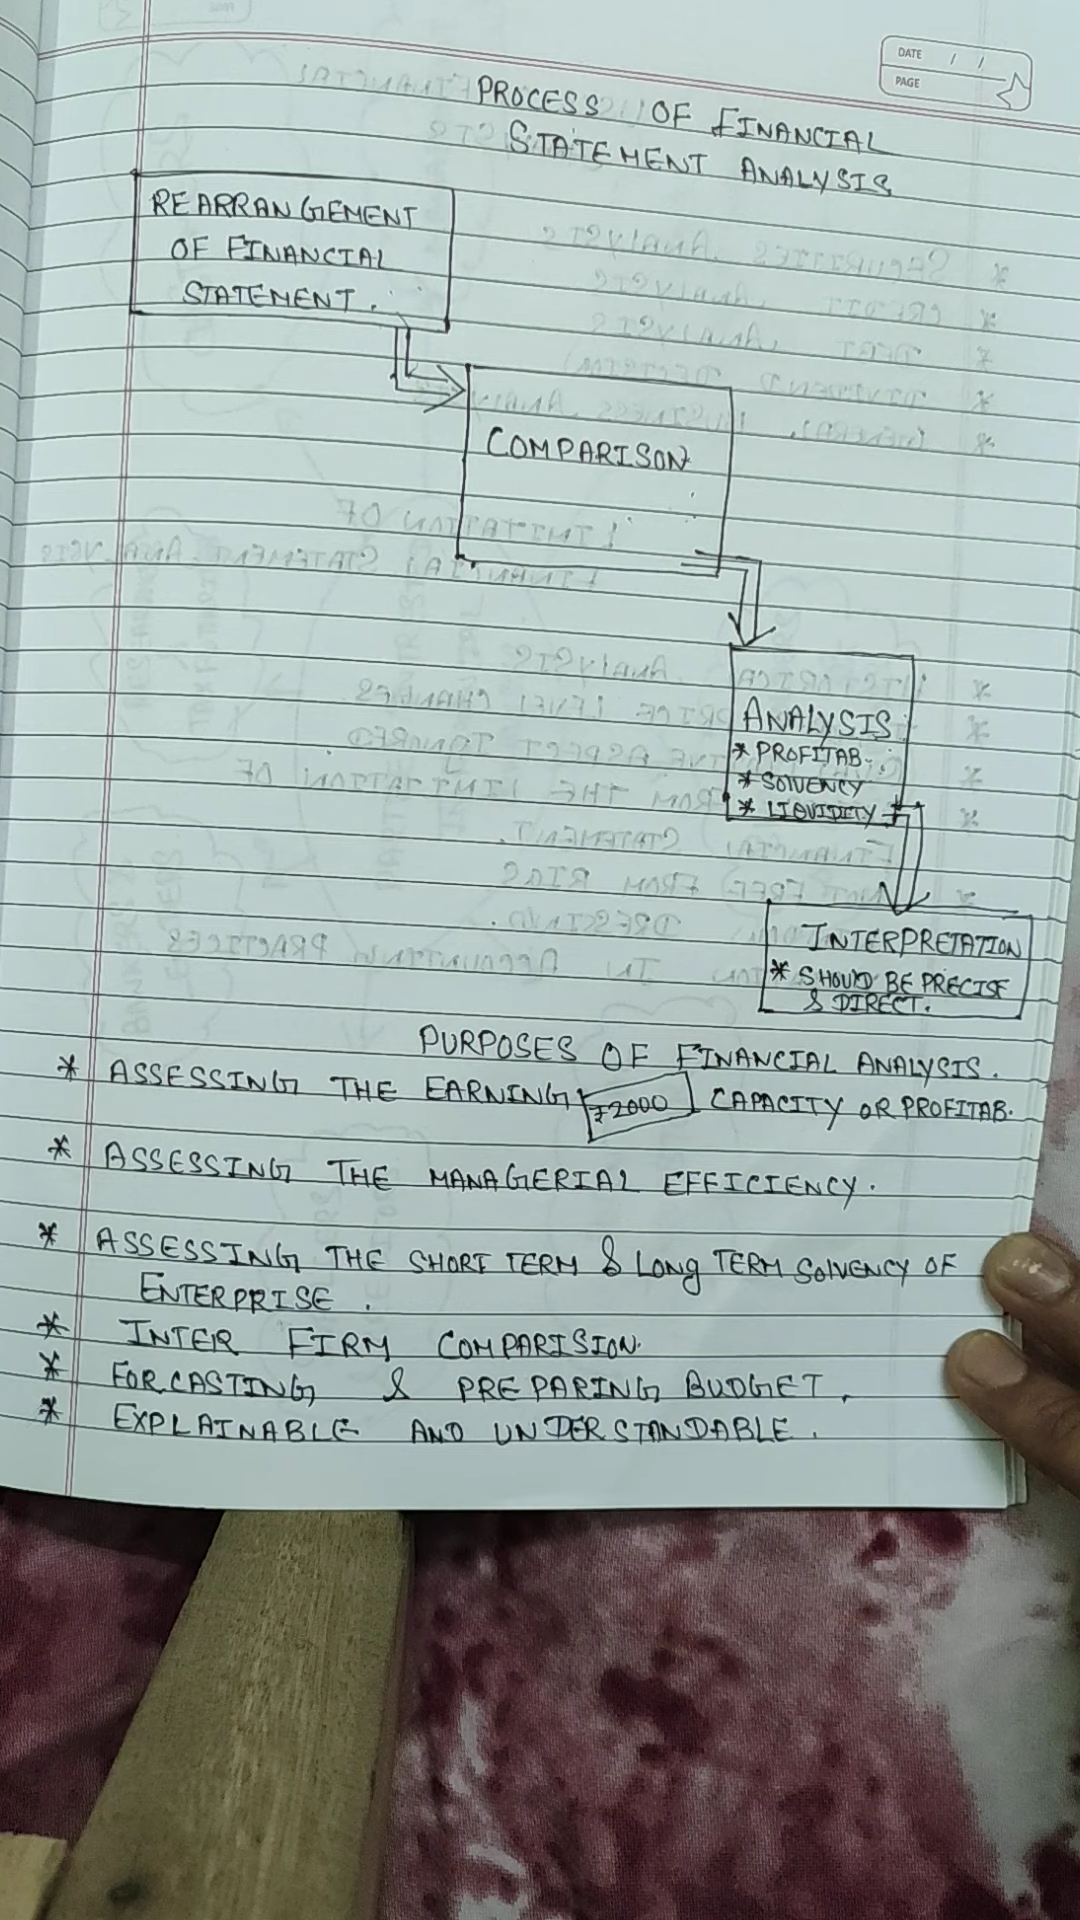 DATE / /
PAGE
PROCESS OF FINANCIAL
STATEMENT ANALYSIS
REARRANGEMENT
OF FINANCIAL
STATEMENT.
COMPARISON
ANALYSIS
* PROFITAB.
* SOLVENCY
* LIQUIDITY
INTERPRETATION
* SHOULD BE PRECISE
& DIRECT.
PURPOSES OF FINANCIAL ANALYSIS.
* ASSESSING THE EARNING ₹2000 CAPACITY OR PROFITAB.
* ASSESSING THE MANAGERIAL EFFICIENCY.
* ASSESSING THE SHORT TERM & LONG TERM SOLVENCY OF
ENTERPRISE.
* INTER FIRM COMPARISION.
* FORCASTING & PREPARING BUDGET.
* EXPLAINABLE AND UNDERSTANDABLE.